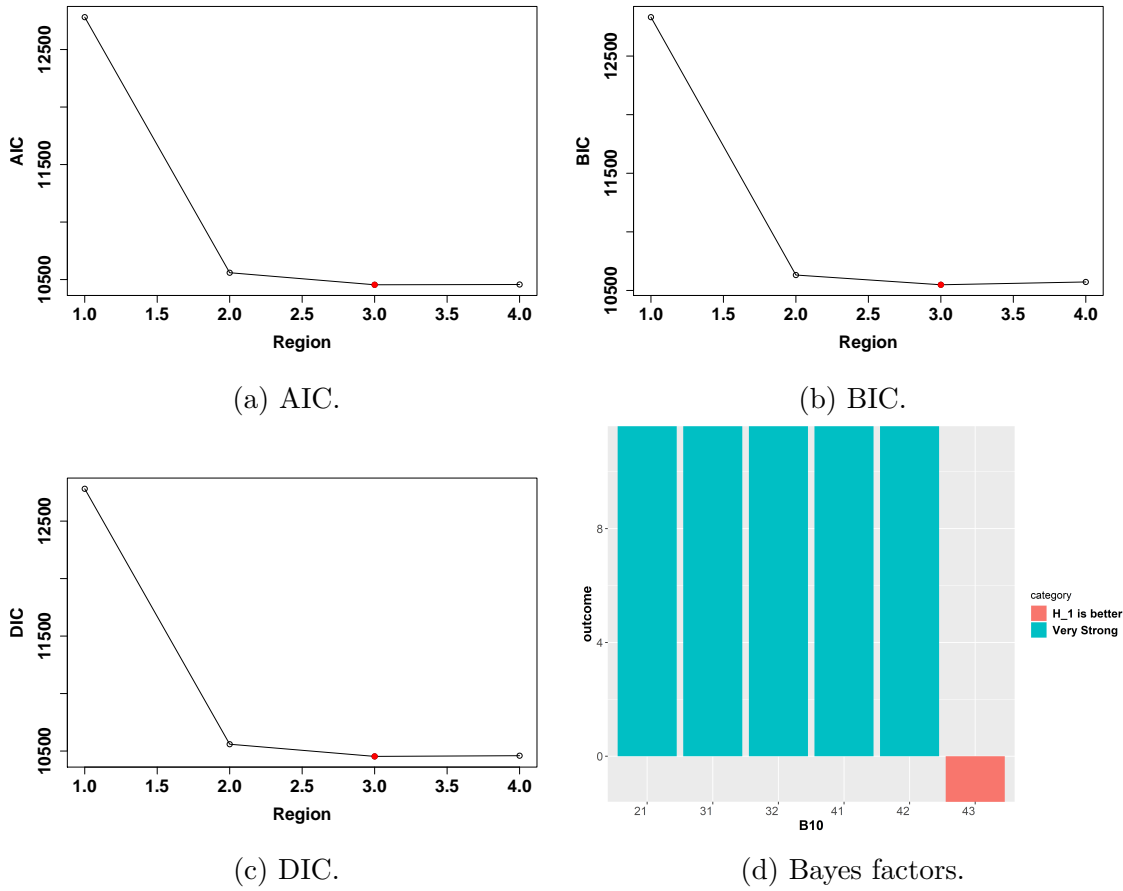 AIC
12500
11500
10500
1.0 1.5 2.0 2.5 3.0 3.5 4.0
Region
(a) AIC.
BIC
12500
11500
10500
1.0 1.5 2.0 2.5 3.0 3.5 4.0
Region
(b) BIC.
DIC
12500
11500
10500
1.0 1.5 2.0 2.5 3.0 3.5 4.0
Region
(c) DIC.
outcome
8
4
0
21 31 32 41 42 43
B10
category
H_1 is better
Very Strong
(d) Bayes factors.